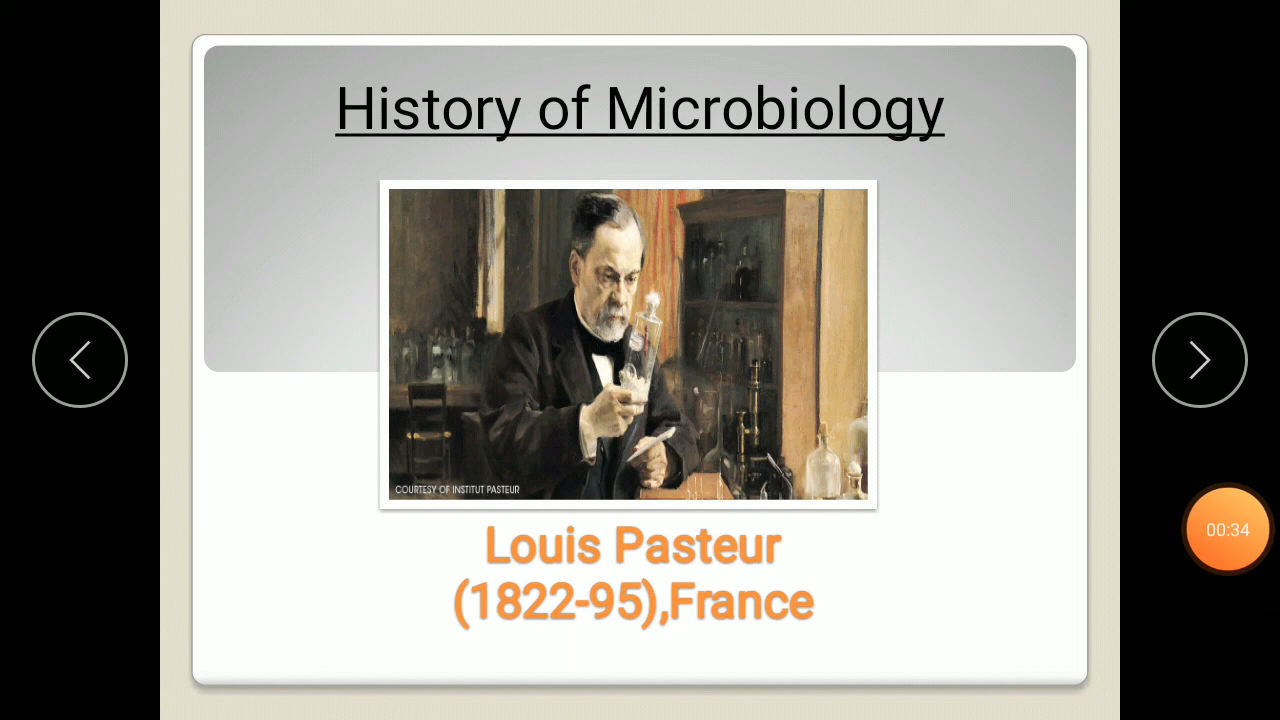 History of Microbiology
COURTESY OF INSTITUT PASTEUR
Louis Pasteur
(1822-95),France
00:34